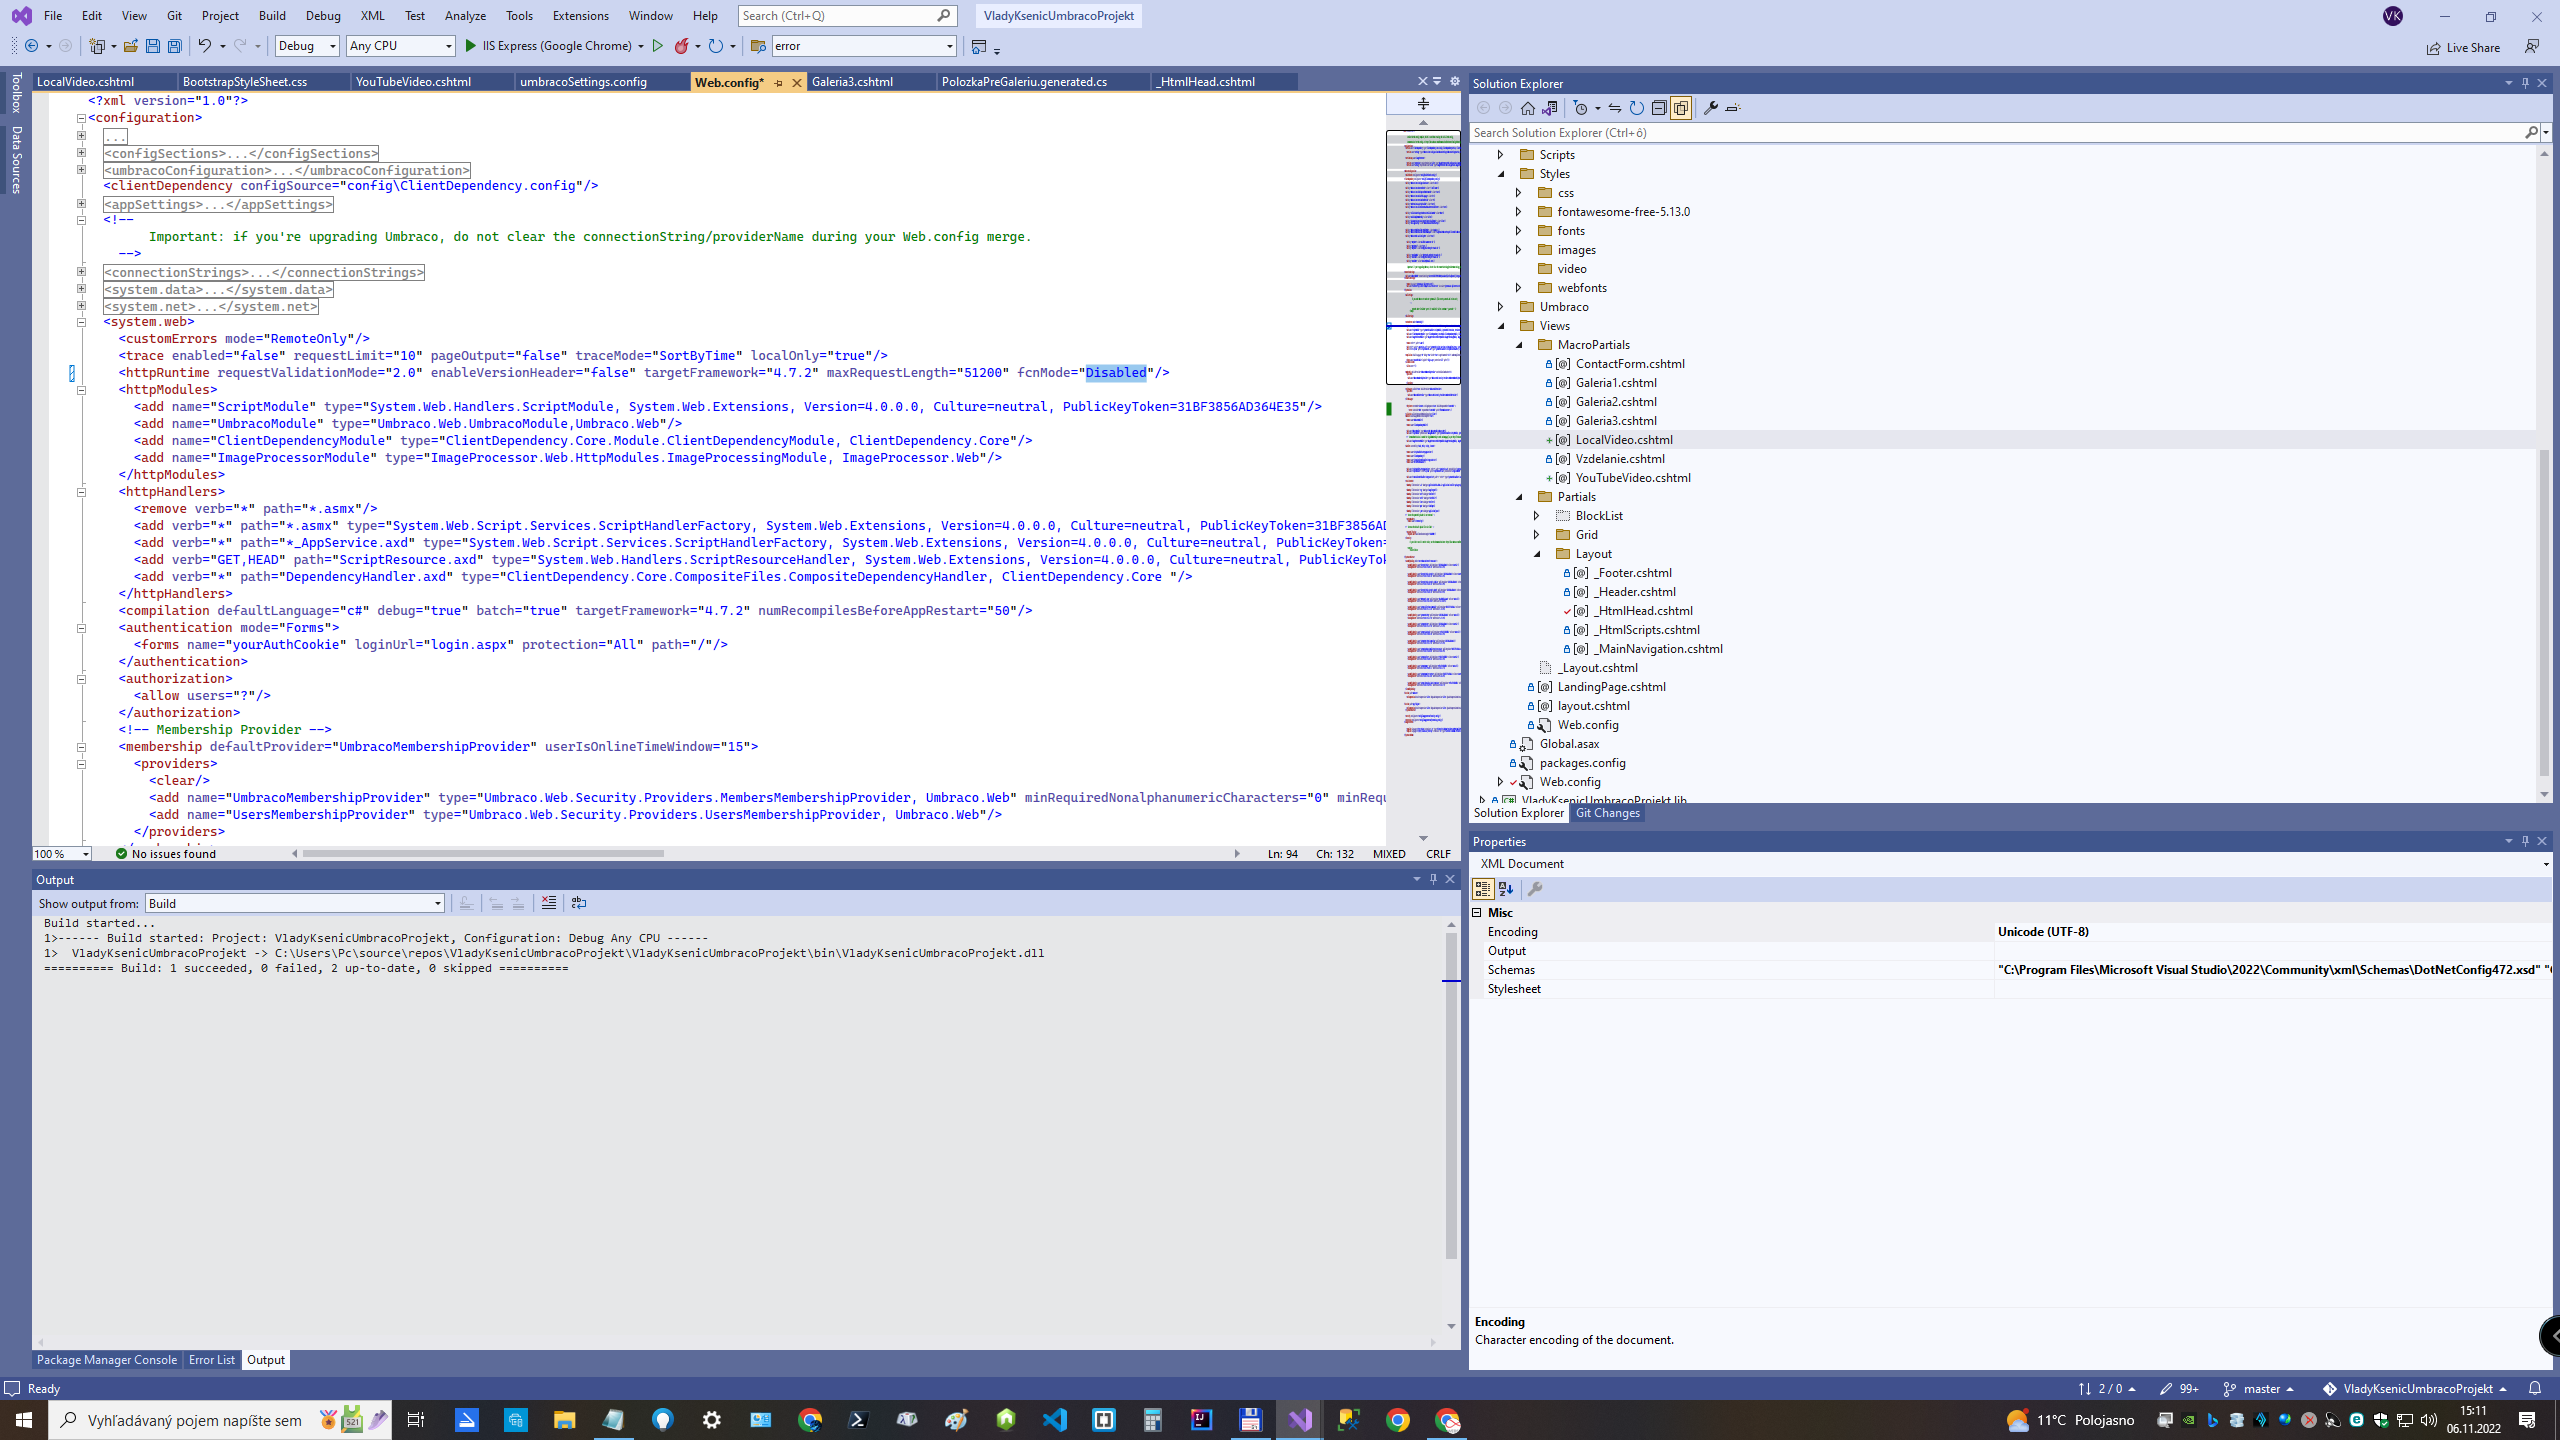 File Edit View Git Project Build Debug XML Test Analyze Tools Extensions Window Help Search (Ctrl+Q) VladyKsenicUmbracoProjekt VK
Debug Any CPU IIS Express (Google Chrome) error Live Share
LocalVideo.cshtml BootstrapStyleSheet.css YouTubeVideo.cshtml umbracoSettings.config Web.config* Galeria3.cshtml PolozkaPreGaleriu.generated.cs _HtmlHead.cshtml
Toolbox
Data Sources
<?xml version="1.0"?>
<configuration>
...
<configSections>...</configSections>
<umbracoConfiguration>...</umbracoConfiguration>
<clientDependency configSource="config\ClientDependency.config"/>
<appSettings>...</appSettings>
<!--
Important: if you're upgrading Umbraco, do not clear the connectionString/providerName during your Web.config merge.
-->
<connectionStrings>...</connectionStrings>
<system.data>...</system.data>
<system.net>...</system.net>
<system.web>
<customErrors mode="RemoteOnly"/>
<trace enabled="false" requestLimit="10" pageOutput="false" traceMode="SortByTime" localOnly="true"/>
<httpRuntime requestValidationMode="2.0" enableVersionHeader="false" targetFramework="4.7.2" maxRequestLength="51200" fcnMode="Disabled"/>
<httpModules>
<add name="ScriptModule" type="System.Web.Handlers.ScriptModule, System.Web.Extensions, Version=4.0.0.0, Culture=neutral, PublicKeyToken=31BF3856AD364E35"/>
<add name="UmbracoModule" type="Umbraco.Web.UmbracoModule,Umbraco.Web"/>
<add name="ClientDependencyModule" type="ClientDependency.Core.Module.ClientDependencyModule, ClientDependency.Core"/>
<add name="ImageProcessorModule" type="ImageProcessor.Web.HttpModules.ImageProcessingModule, ImageProcessor.Web"/>
</httpModules>
<httpHandlers>
<remove verb="*" path="*.asmx"/>
<add verb="*" path="*.asmx" type="System.Web.Script.Services.ScriptHandlerFactory, System.Web.Extensions, Version=4.0.0.0, Culture=neutral, PublicKeyToken=31BF3856AD
<add verb="*" path="*_AppService.axd" type="System.Web.Script.Services.ScriptHandlerFactory, System.Web.Extensions, Version=4.0.0.0, Culture=neutral, PublicKeyToken=
<add verb="GET,HEAD" path="ScriptResource.axd" type="System.Web.Handlers.ScriptResourceHandler, System.Web.Extensions, Version=4.0.0.0, Culture=neutral, PublicKeyTok
<add verb="*" path="DependencyHandler.axd" type="ClientDependency.Core.CompositeFiles.CompositeDependencyHandler, ClientDependency.Core "/>
</httpHandlers>
<compilation defaultLanguage="c#" debug="true" batch="true" targetFramework="4.7.2" numRecompilesBeforeAppRestart="50"/>
<authentication mode="Forms">
<forms name="yourAuthCookie" loginUrl="login.aspx" protection="All" path="/"/>
</authentication>
<authorization>
<allow users="?"/>
</authorization>
<!-- Membership Provider -->
<membership defaultProvider="UmbracoMembershipProvider" userIsOnlineTimeWindow="15">
<providers>
<clear/>
<add name="UmbracoMembershipProvider" type="Umbraco.Web.Security.Providers.MembersMembershipProvider, Umbraco.Web" minRequiredNonalphanumericCharacters="0" minRequ
<add name="UsersMembershipProvider" type="Umbraco.Web.Security.Providers.UsersMembershipProvider, Umbraco.Web"/>
</providers>
100 % No issues found Ln: 94 Ch: 132 MIXED CRLF
Output
Show output from: Build
Build started...
1>------ Build started: Project: VladyKsenicUmbracoProjekt, Configuration: Debug Any CPU ------
1> VladyKsenicUmbracoProjekt -> C:\Users\Pc\source\repos\VladyKsenicUmbracoProjekt\VladyKsenicUmbracoProjekt\bin\VladyKsenicUmbracoProjekt.dll
========== Build: 1 succeeded, 0 failed, 2 up-to-date, 0 skipped ==========
Package Manager Console Error List Output
Solution Explorer
Search Solution Explorer (Ctrl+ô)
Scripts
Styles
css
fontawesome-free-5.13.0
fonts
images
video
webfonts
Umbraco
Views
MacroPartials
ContactForm.cshtml
Galeria1.cshtml
Galeria2.cshtml
Galeria3.cshtml
LocalVideo.cshtml
Vzdelanie.cshtml
YouTubeVideo.cshtml
Partials
BlockList
Grid
Layout
_Footer.cshtml
_Header.cshtml
_HtmlHead.cshtml
_HtmlScripts.cshtml
_MainNavigation.cshtml
_Layout.cshtml
LandingPage.cshtml
layout.cshtml
Web.config
Global.asax
packages.config
Web.config
VladyKsenicUmbracoProjekt.lib
Solution Explorer Git Changes
Properties
XML Document
Misc
Encoding Unicode (UTF-8)
Output
Schemas "C:\Program Files\Microsoft Visual Studio\2022\Community\xml\Schemas\DotNetConfig472.xsd" "
Stylesheet
Encoding
Character encoding of the document.
Ready 2 / 0 99+ master VladyKsenicUmbracoProjekt
Vyhľadávaný pojem napíšte sem 11°C Polojasno 15:11
06.11.2022